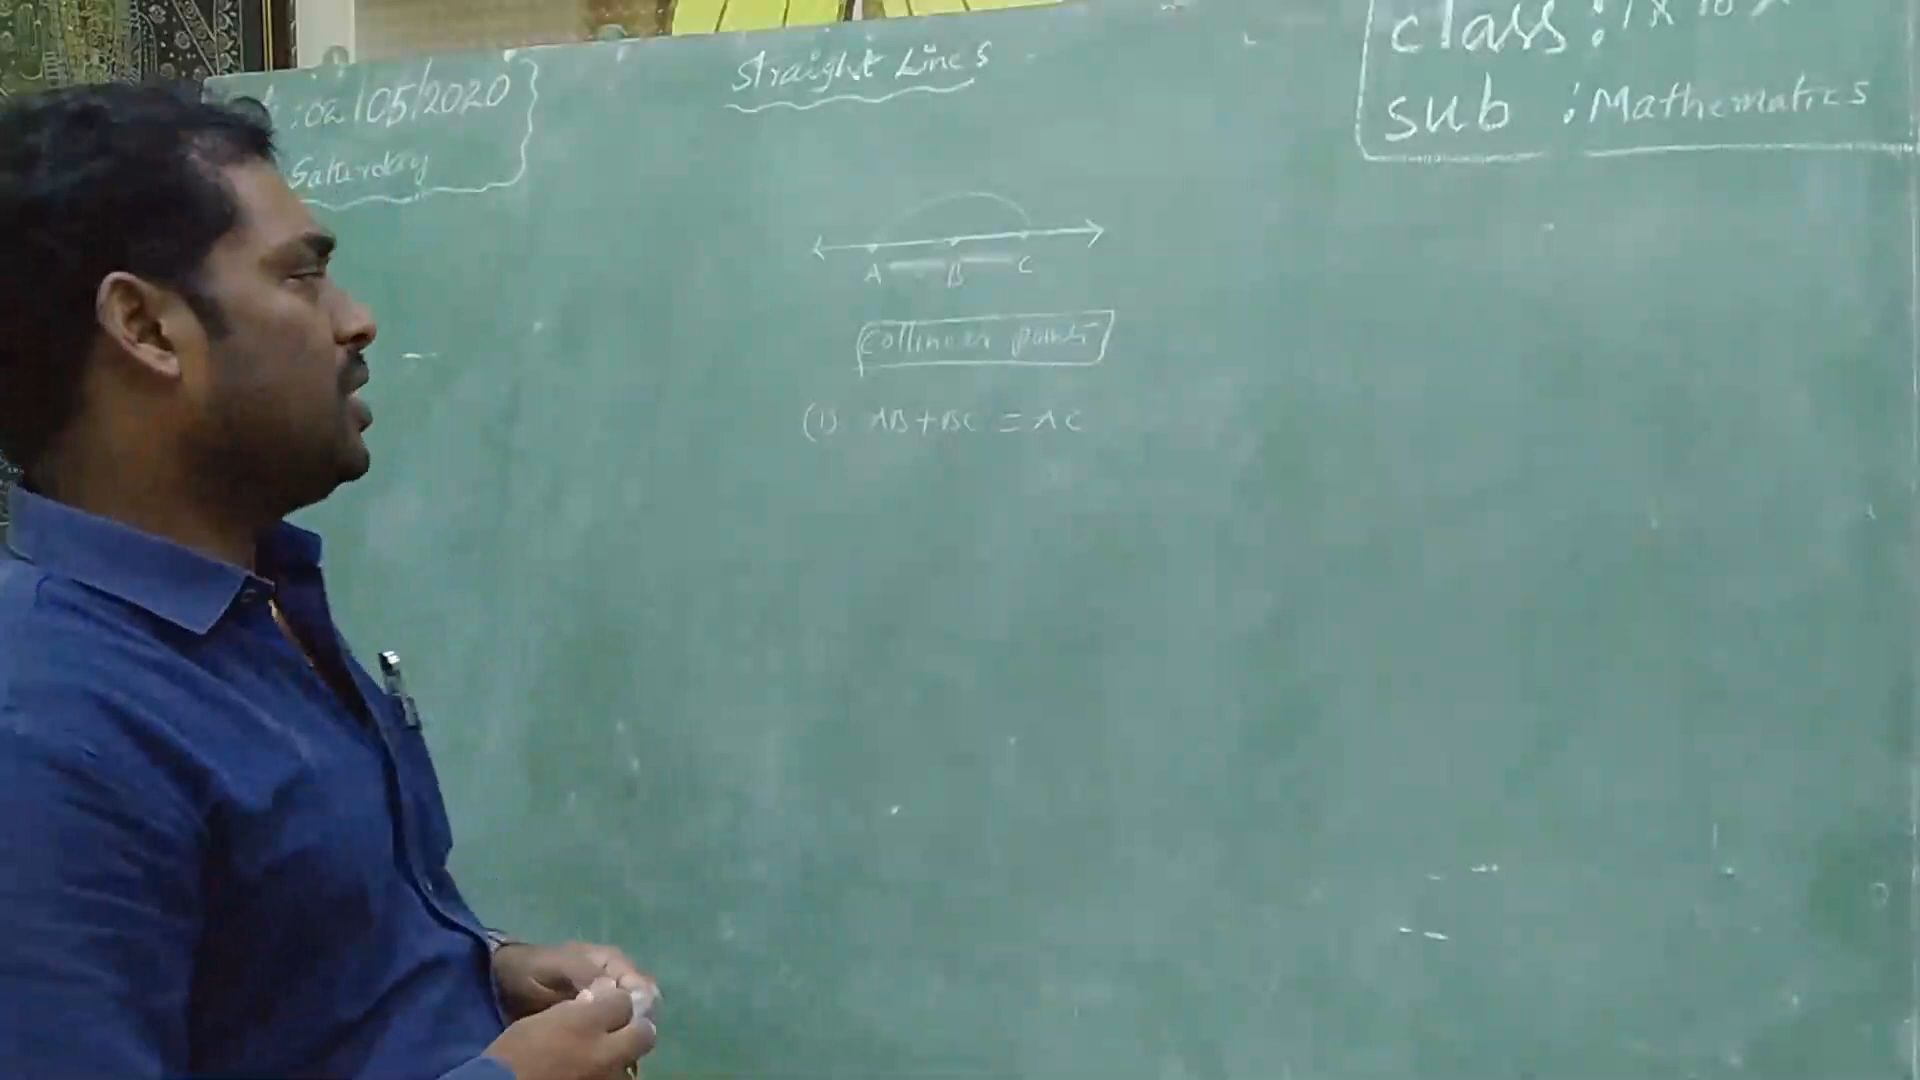 :02/05/2020
Saturday
Straight Lines
class :
sub : Mathematics
A B C
Collinear points
(1) AB+BC = AC